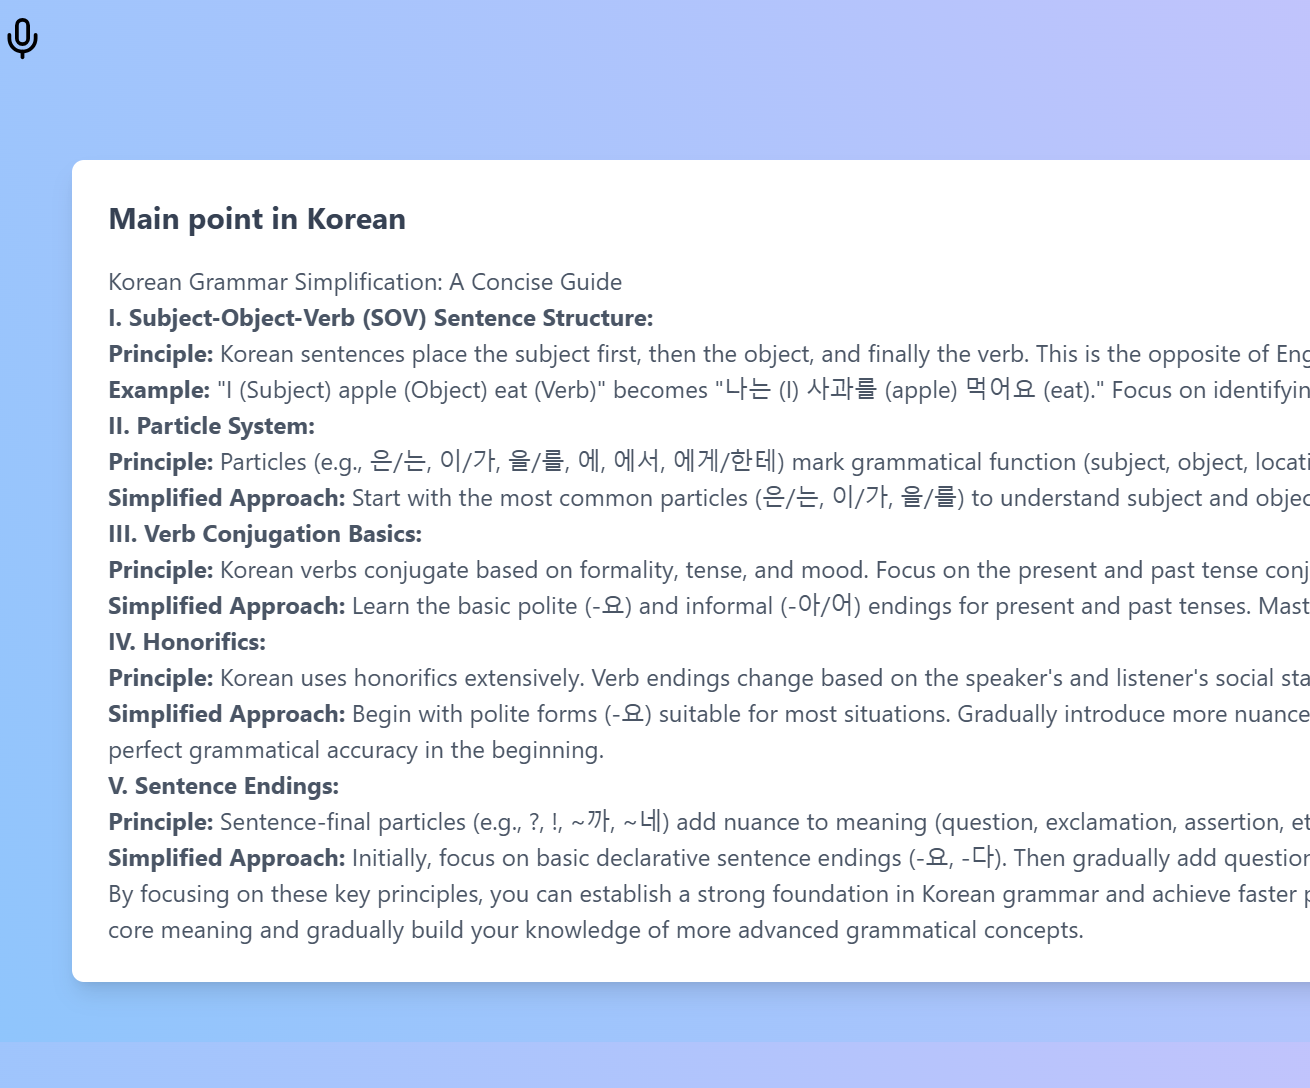 Main point in Korean
Korean Grammar Simplification: A Concise Guide
I. Subject-Object-Verb (SOV) Sentence Structure:
Principle: Korean sentences place the subject first, then the object, and finally the verb. This is the opposite of
Example: "I (Subject) apple (Object) eat (Verb)" becomes "나는 (I) 사과를 (apple) 먹어요 (eat)." Focus on
II. Particle System:
Principle: Particles (e.g., 은/는, 이/가, 을/를, 에, 에서, 에게/한테) mark grammatical function (subject, object,
Simplified Approach: Start with the most common particles (은/는, 이/가, 을/를) to understand subject and
III. Verb Conjugation Basics:
Principle: Korean verbs conjugate based on formality, tense, and mood. Focus on the present and past tense
Simplified Approach: Learn the basic polite (-요) and informal (-아/어) endings for present and past tenses.
IV. Honorifics:
Principle: Korean uses honorifics extensively. Verb endings change based on the speaker's and listener's social
Simplified Approach: Begin with polite forms (-요) suitable for most situations. Gradually introduce more
perfect grammatical accuracy in the beginning.
V. Sentence Endings:
Principle: Sentence-final particles (e.g., ?, !, ~까, ~네) add nuance to meaning (question, exclamation, assertion,
Simplified Approach: Initially, focus on basic declarative sentence endings (-요, -다). Then gradually add
By focusing on these key principles, you can establish a strong foundation in Korean grammar and achieve faster
core meaning and gradually build your knowledge of more advanced grammatical concepts.